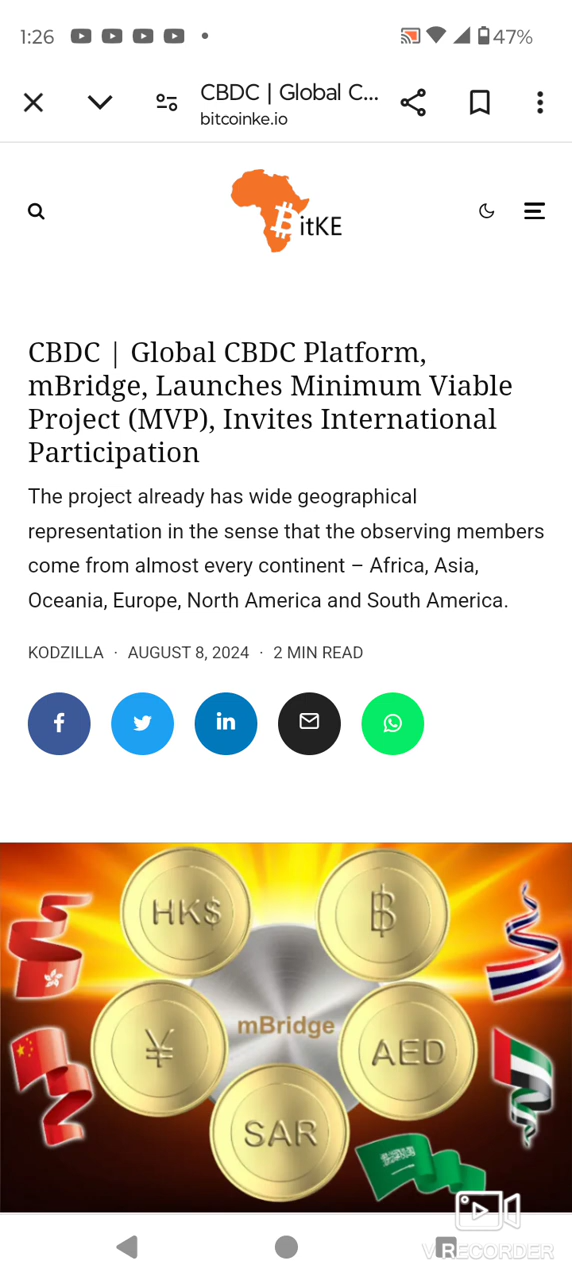 1:26
47%
CBDC | Global C...
bitcoinke.io
BitKE
CBDC | Global CBDC Platform,
mBridge, Launches Minimum Viable
Project (MVP), Invites International
Participation
The project already has wide geographical
representation in the sense that the observing members
come from almost every continent – Africa, Asia,
Oceania, Europe, North America and South America.
KODZILLA · AUGUST 8, 2024 · 2 MIN READ
HK$
฿
¥
mBridge
AED
SAR
VRECORDER